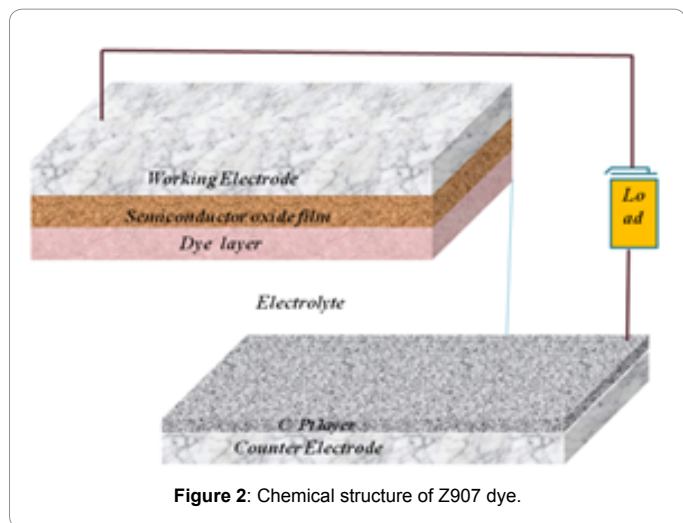 Working Electrode
Semiconductor oxide film
Dye layer
Lo
ad
Electrolyte
C Pt layer
Counter Electrode
Figure 2: Chemical structure of Z907 dye.